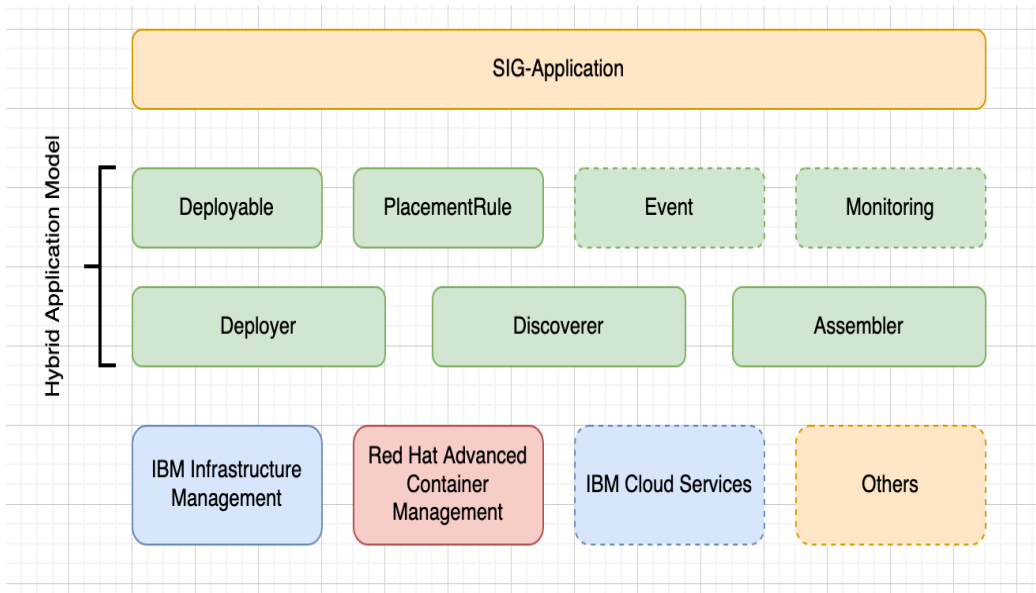 SIG-Application
Hybrid Application Model
Deployable
PlacementRule
Event
Monitoring
Deployer
Discoverer
Assembler
IBM Infrastructure
Management
Red Hat Advanced
Container
Management
IBM Cloud Services
Others